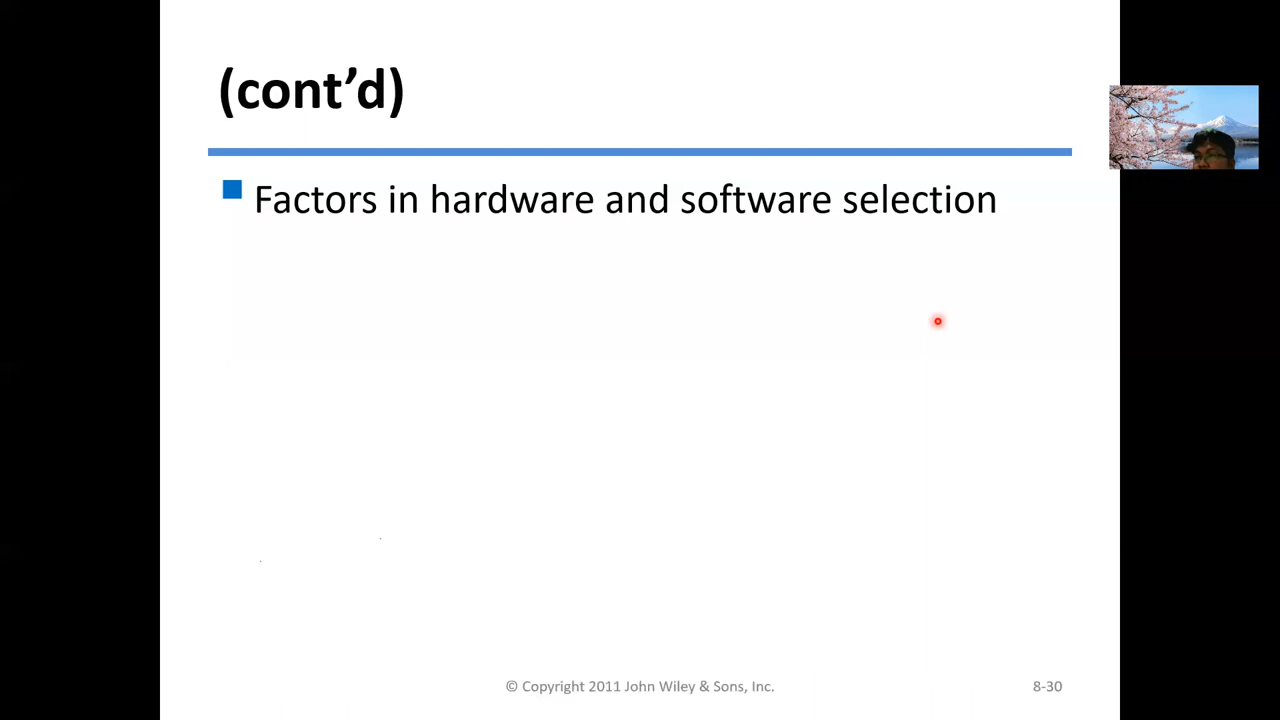 (cont’d)
Factors in hardware and software selection
© Copyright 2011 John Wiley & Sons, Inc.
8-30